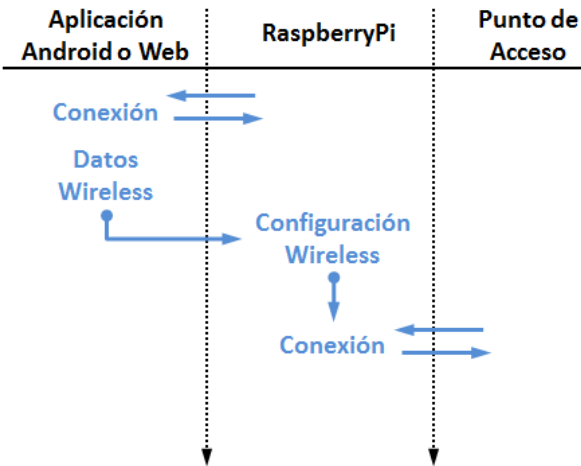 Aplicación
Android o Web
RaspberryPi
Punto de
Acceso
Conexión
Datos
Wireless
Configuración
Wireless
Conexión